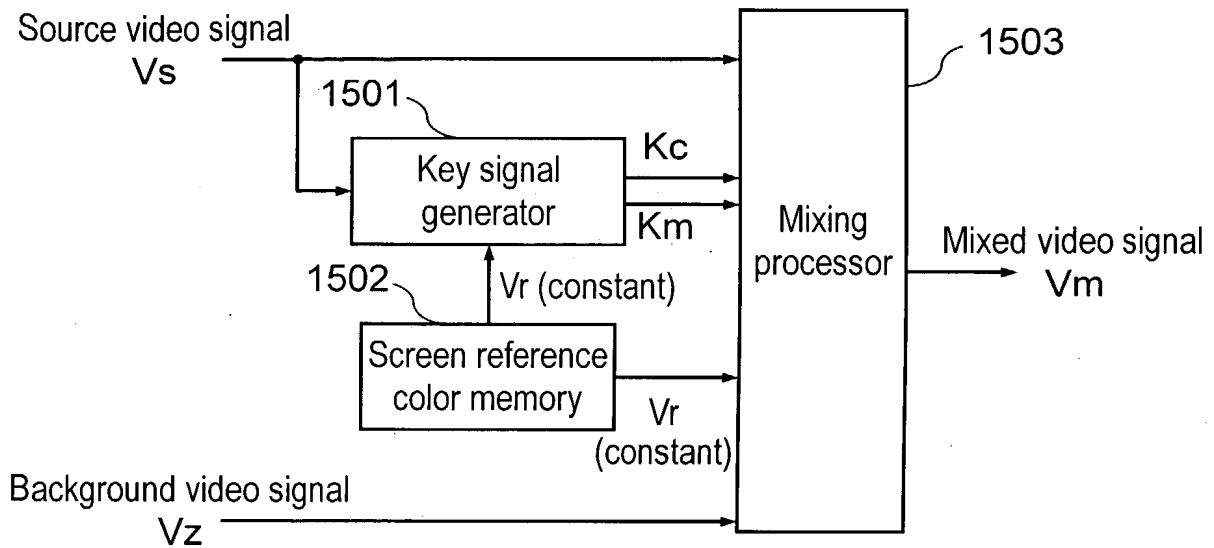 Source video signal
Vs
1503
1501
Kc
Key signal
generator
Km
Mixing
processor
Mixed video signal
Vm
1502
Vr (constant)
Screen reference
color memory
Vr
(constant)
Background video signal
Vz